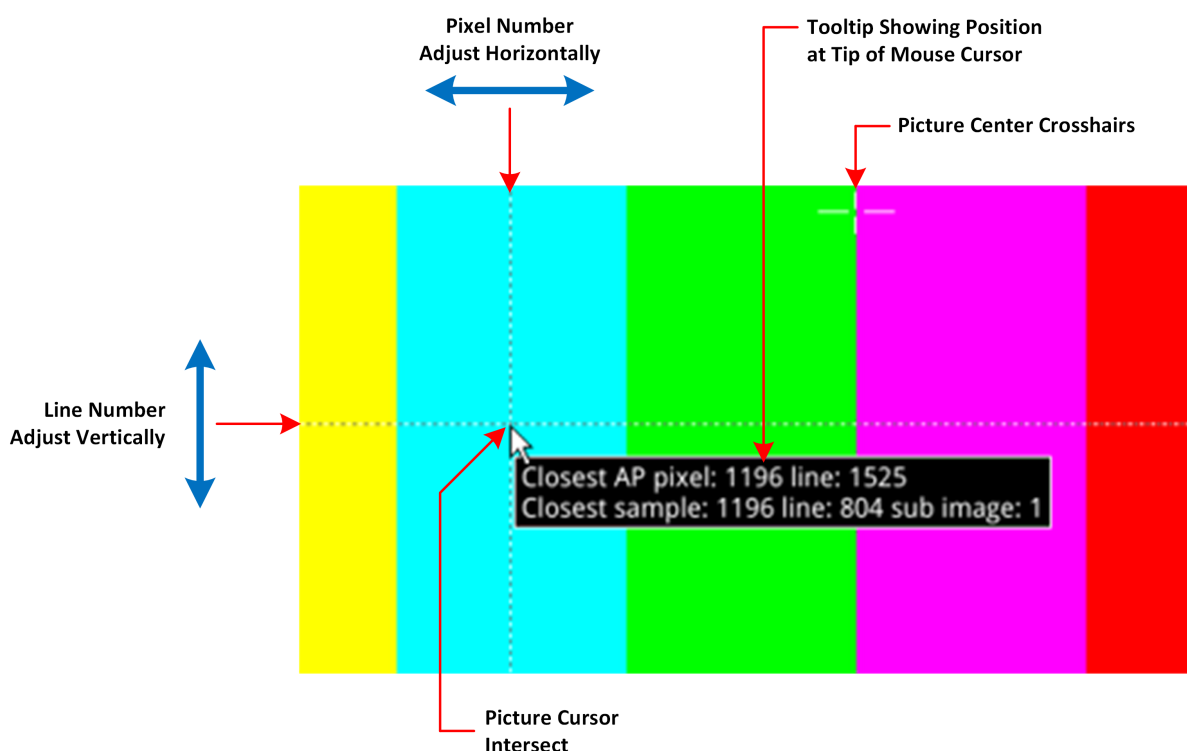 Pixel Number
Adjust Horizontally
Tooltip Showing Position
at Tip of Mouse Cursor
Picture Center Crosshairs
Line Number
Adjust Vertically
Closest AP pixel: 1196 line: 1525
Closest sample: 1196 line: 804 sub image: 1
Picture Cursor
Intersect